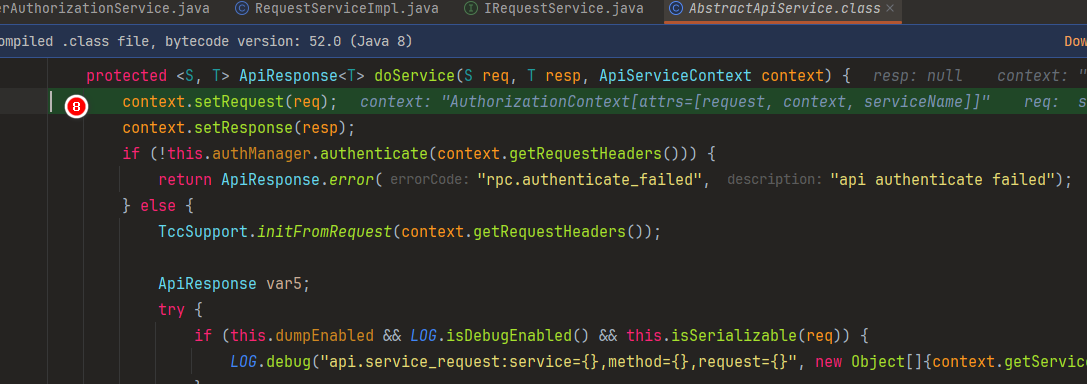 erAuthorizationService.java RequestServiceImpl.java IRequestService.java AbstractApiService.class
ompiled .class file, bytecode version: 52.0 (Java 8) Dow
protected <S, T> ApiResponse<T> doService(S req, T resp, ApiServiceContext context) { resp: null context: "
8 context.setRequest(req); context: "AuthorizationContext[attrs=[request, context, serviceName]]" req: s
context.setResponse(resp);
if (!this.authManager.authenticate(context.getRequestHeaders())) {
return ApiResponse.error( errorCode: "rpc.authenticate_failed", description: "api authenticate failed");
} else {
TccSupport.initFromRequest(context.getRequestHeaders());
ApiResponse var5;
try {
if (this.dumpEnabled && LOG.isDebugEnabled() && this.isSerializable(req)) {
LOG.debug("api.service_request:service={},method={},request={}", new Object[]{context.getService